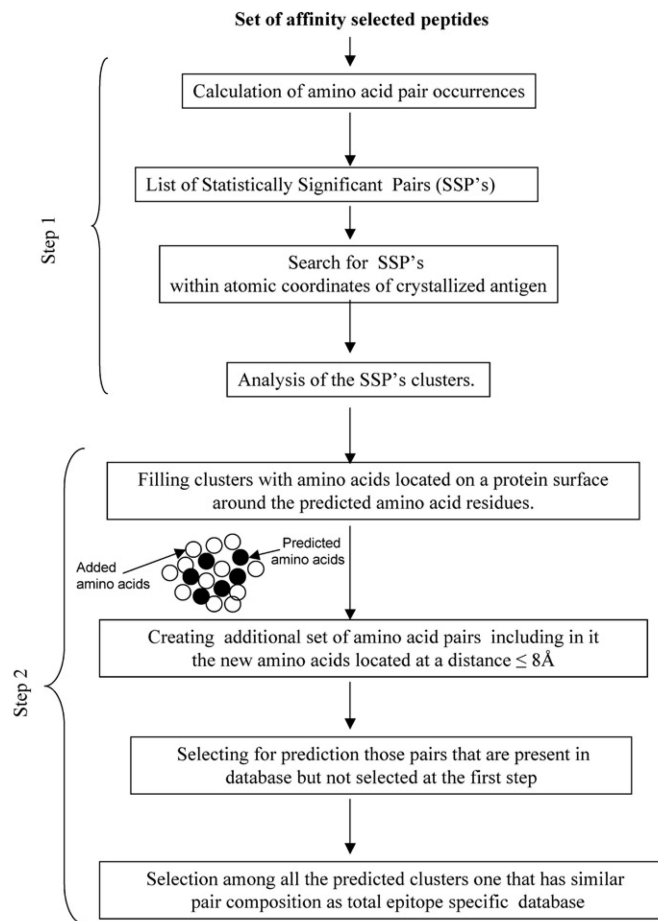 Set of affinity selected peptides
Step 1
Calculation of amino acid pair occurrences
List of Statistically Significant Pairs (SSP's)
Search for SSP's
within atomic coordinates of crystallized antigen
Analysis of the SSP's clusters.
Step 2
Filling clusters with amino acids located on a protein surface
around the predicted amino acid residues.
Added
amino acids
Predicted
amino acids
Creating additional set of amino acid pairs including in it
the new amino acids located at a distance ≤ 8Å
Selecting for prediction those pairs that are present in
database but not selected at the first step
Selection among all the predicted clusters one that has similar
pair composition as total epitope specific database